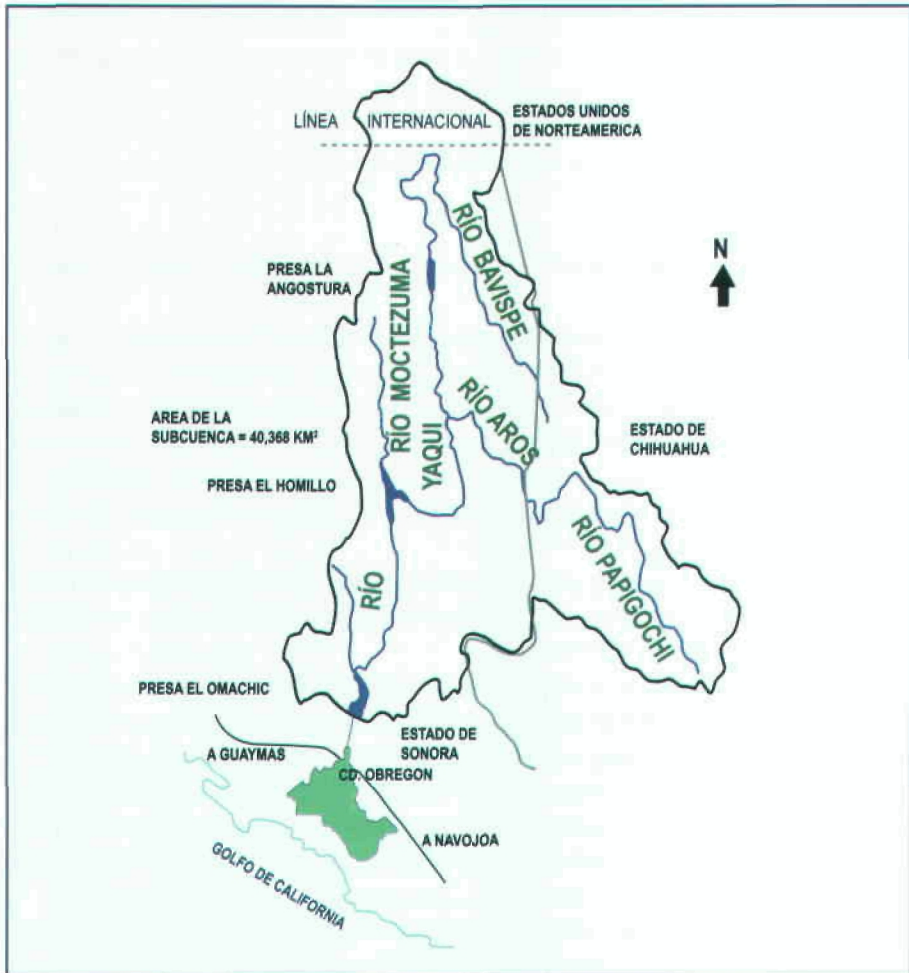 LÍNEA INTERNACIONAL
ESTADOS UNIDOS
DE NORTEAMERICA
RÍO BAVISPE
N
PRESA LA
ANGOSTURA
RÍO MOCTEZUMA
YAQUI
RÍO AROS
AREA DE LA
SUBCUENCA = 40,368 KM²
ESTADO DE
CHIHUAHUA
PRESA EL HOMILLO
RÍO PAPIGOCHI
RÍO
PRESA EL OMACHIC
ESTADO DE
SONORA
A GUAYMAS
CD. OBREGON
A NAVOJOA
GOLFO DE CALIFORNIA